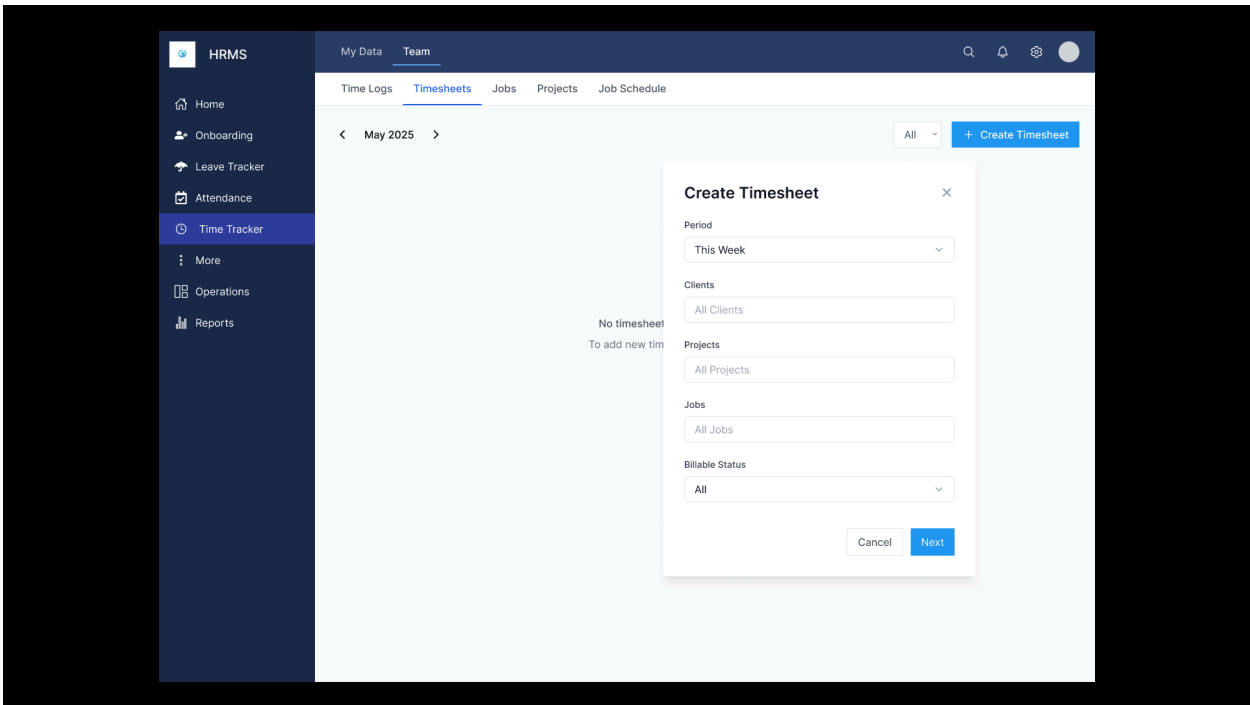 HRMS
My Data Team
Home
Onboarding
Leave Tracker
Attendance
Time Tracker
More
Operations
Reports
Time Logs Timesheets Jobs Projects Job Schedule
May 2025
All
+ Create Timesheet
No timesheet
To add new tim
Create Timesheet
Period
This Week
Clients
All Clients
Projects
All Projects
Jobs
All Jobs
Billable Status
All
Cancel Next